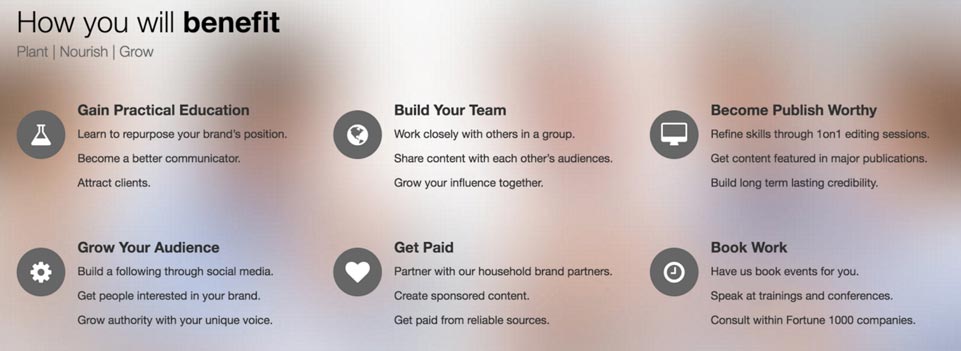 How you will benefit
Plant | Nourish | Grow
Gain Practical Education
Learn to repurpose your brand's position.
Become a better communicator.
Attract clients.
Build Your Team
Work closely with others in a group.
Share content with each other's audiences.
Grow your influence together.
Become Publish Worthy
Refine skills through 1on1 editing sessions.
Get content featured in major publications.
Build long term lasting credibility.
Grow Your Audience
Build a following through social media.
Get people interested in your brand.
Grow authority with your unique voice.
Get Paid
Partner with our household brand partners.
Create sponsored content.
Get paid from reliable sources.
Book Work
Have us book events for you.
Speak at trainings and conferences.
Consult within Fortune 1000 companies.